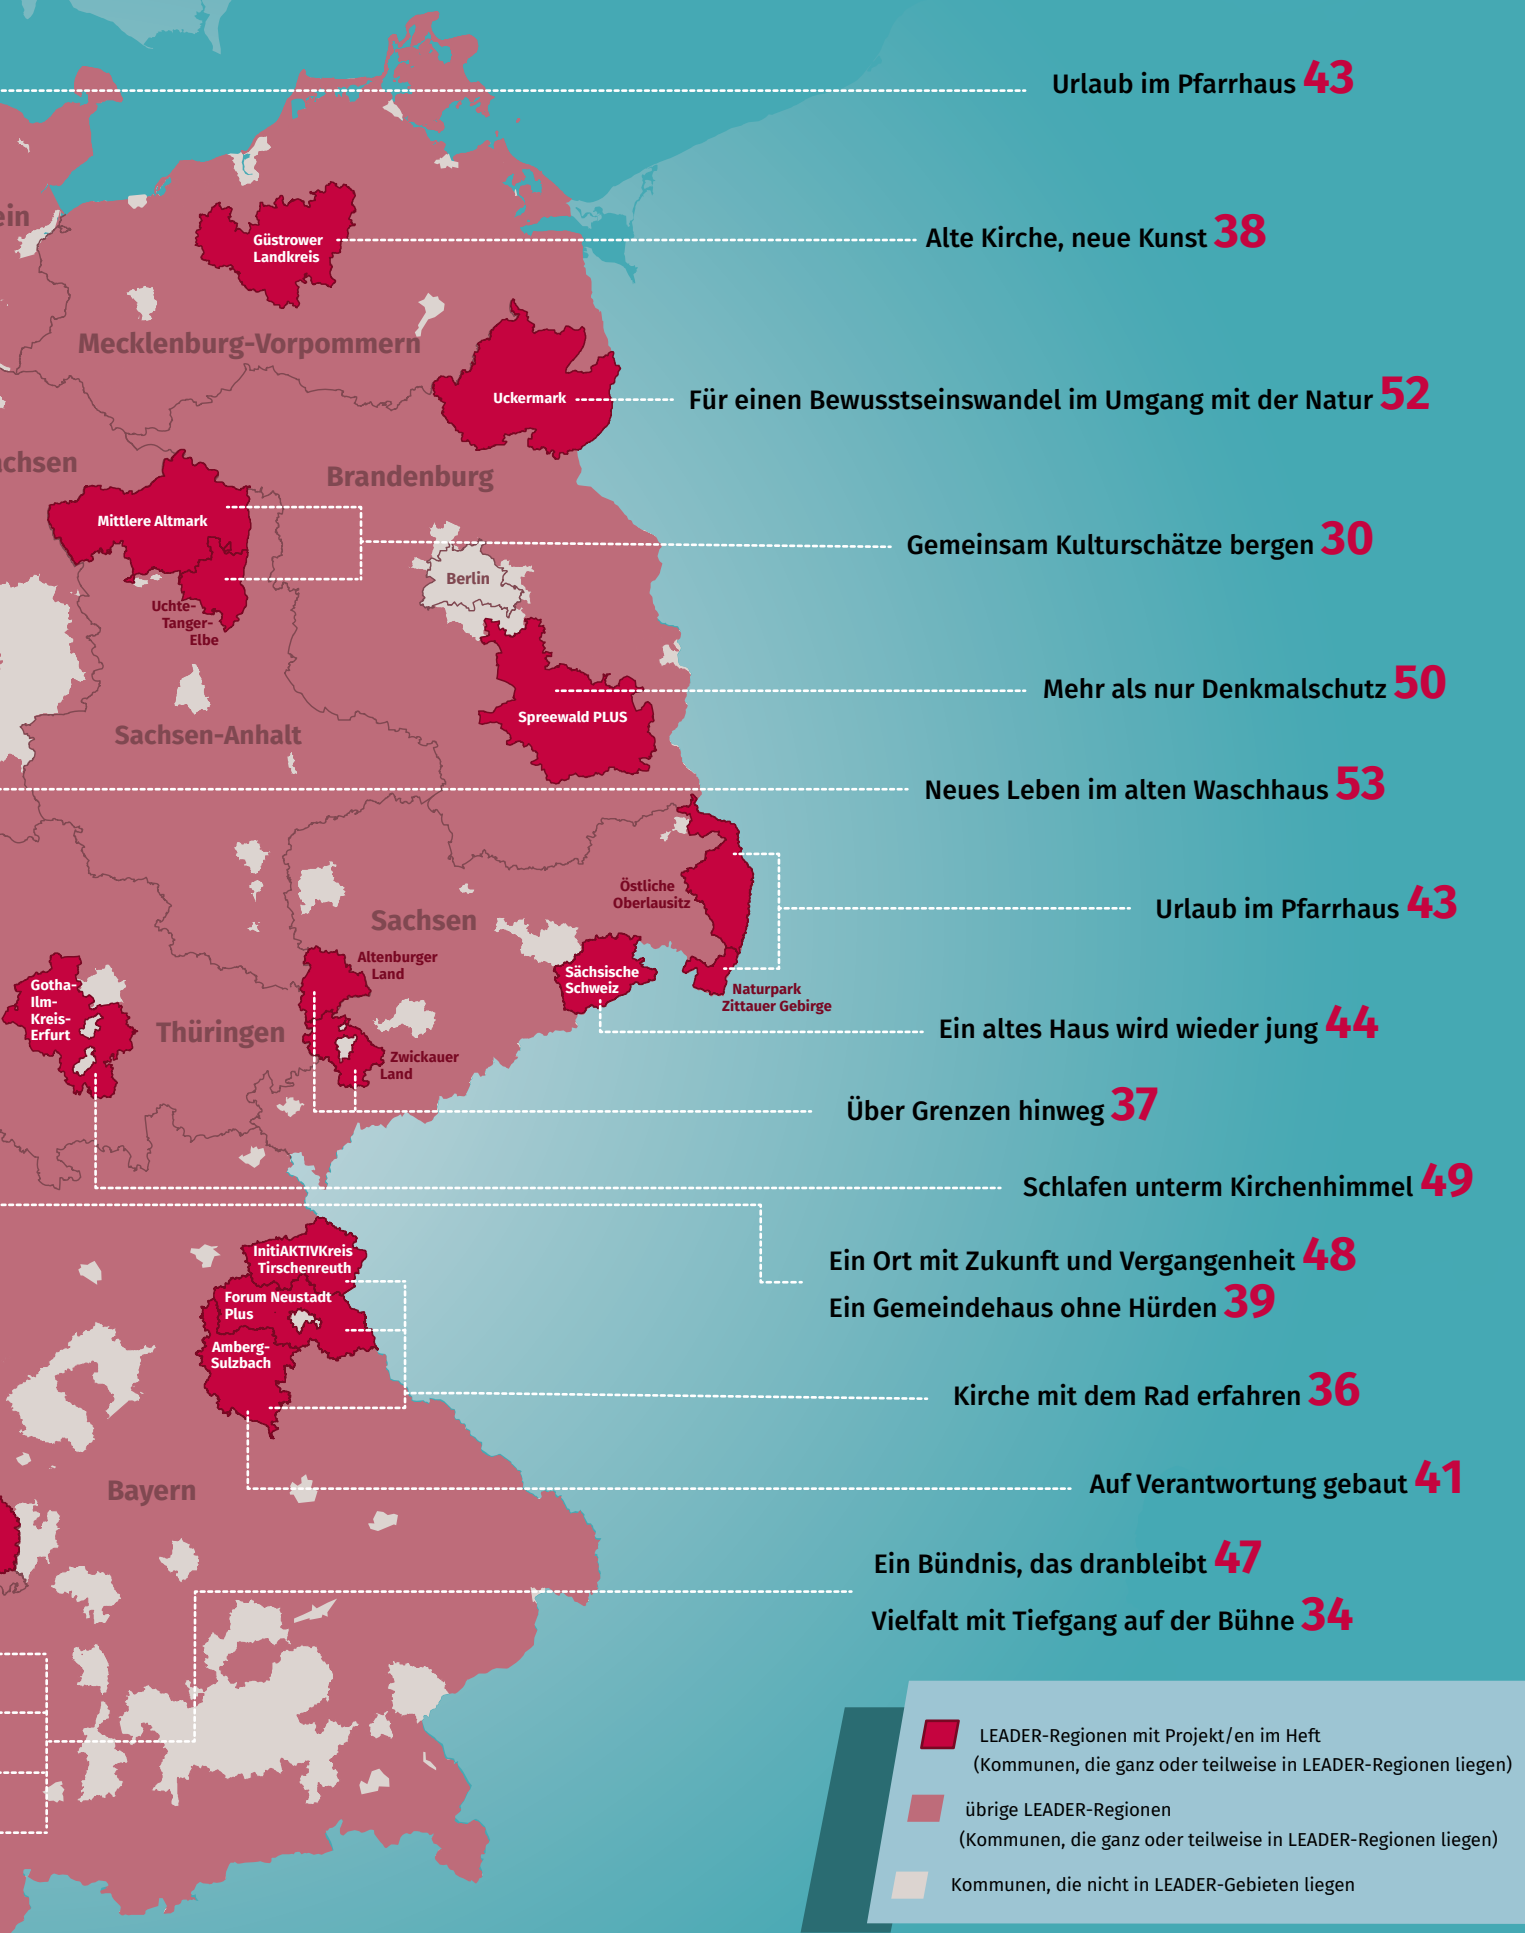 Urlaub im Pfarrhaus 43
ein
Güstrower
Landkreis
Alte Kirche, neue Kunst 38
Mecklenburg-Vorpommern
Uckermark
Für einen Bewusstseinswandel im Umgang mit der Natur 52
achsen
Brandenburg
Mittlere Altmark
Gemeinsam Kulturschätze bergen 30
Berlin
Uchte-
Tanger-
Elbe
Mehr als nur Denkmalschutz 50
Spreewald PLUS
Sachsen-Anhalt
Neues Leben im alten Waschhaus 53
Östliche
Oberlausitz
Urlaub im Pfarrhaus 43
Sachsen
Altenburger
Land
Sächsische
Schweiz
Naturpark
Zittauer Gebirge
Gotha-
Ilm-
Kreis-
Erfurt
Thüringen
Ein altes Haus wird wieder jung 44
Zwickauer
Land
Über Grenzen hinweg 37
Schlafen unterm Kirchenhimmel 49
InitiAKTIVKreis
Tirschenreuth
Ein Ort mit Zukunft und Vergangenheit 48
Forum Neustadt
Plus
Ein Gemeindehaus ohne Hürden 39
Amberg-
Sulzbach
Kirche mit dem Rad erfahren 36
Bayern
Auf Verantwortung gebaut 41
Ein Bündnis, das dranbleibt 47
Vielfalt mit Tiefgang auf der Bühne 34
LEADER-Regionen mit Projekt/en im Heft
(Kommunen, die ganz oder teilweise in LEADER-Regionen liegen)
übrige LEADER-Regionen
(Kommunen, die ganz oder teilweise in LEADER-Regionen liegen)
Kommunen, die nicht in LEADER-Gebieten liegen